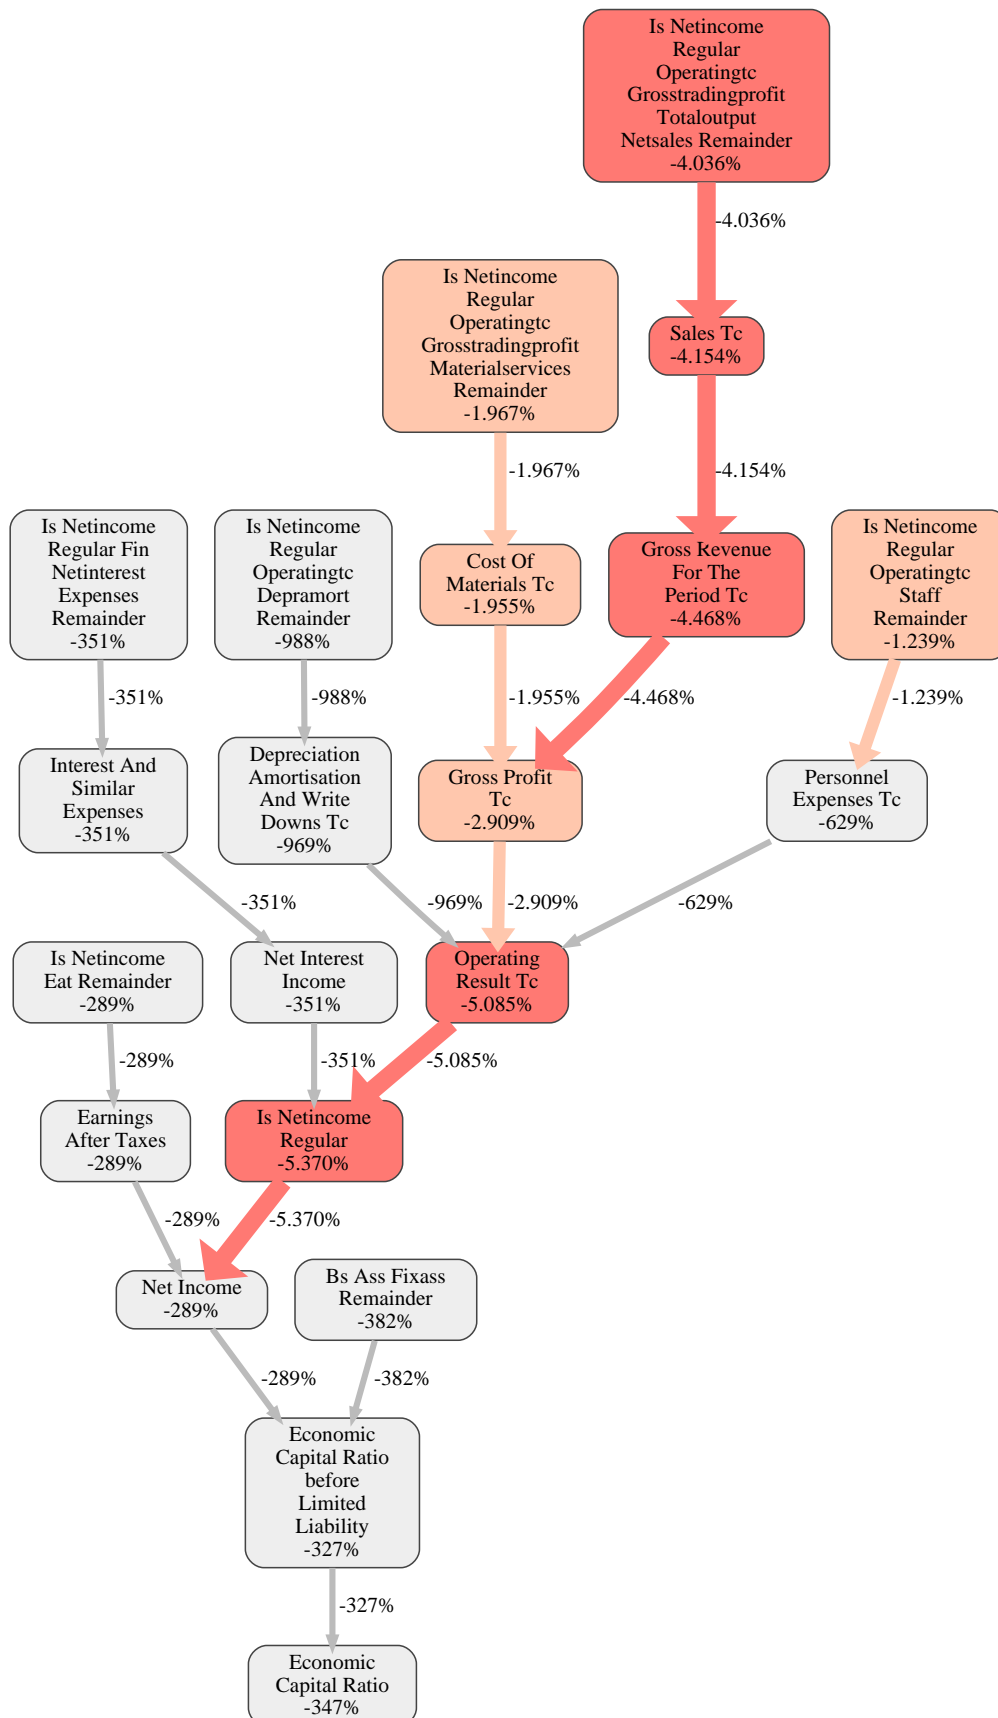 Is Netincome
Regular
Operatingtc
Grosstradingprofit
Totaloutput
Netsales Remainder
-4.036%
-4.036%
Is Netincome
Regular
Operatingtc
Grosstradingprofit
Materialservices
Remainder
-1.967%
Sales Tc
-4.154%
-1.967%
-4.154%
Is Netincome
Regular Fin
Netinterest
Expenses
Remainder
-351%
Is Netincome
Regular
Operatingtc
Depramort
Remainder
-988%
Cost Of
Materials Tc
-1.955%
Gross Revenue
For The
Period Tc
-4.468%
Is Netincome
Regular
Operatingtc
Staff
Remainder
-1.239%
-351%
-988%
-1.955%
-4.468%
-1.239%
Interest And
Similar
Expenses
-351%
Depreciation
Amortisation
And Write
Downs Tc
-969%
Gross Profit
Tc
-2.909%
Personnel
Expenses Tc
-629%
-351%
-969%
-2.909%
-629%
Is Netincome
Eat Remainder
-289%
Net Interest
Income
-351%
Operating
Result Tc
-5.085%
-289%
-351%
-5.085%
Earnings
After Taxes
-289%
Is Netincome
Regular
-5.370%
-289%
-5.370%
Net Income
-289%
Bs Ass Fixass
Remainder
-382%
-289%
-382%
Economic
Capital Ratio
before
Limited
Liability
-327%
-327%
Economic
Capital Ratio
-347%